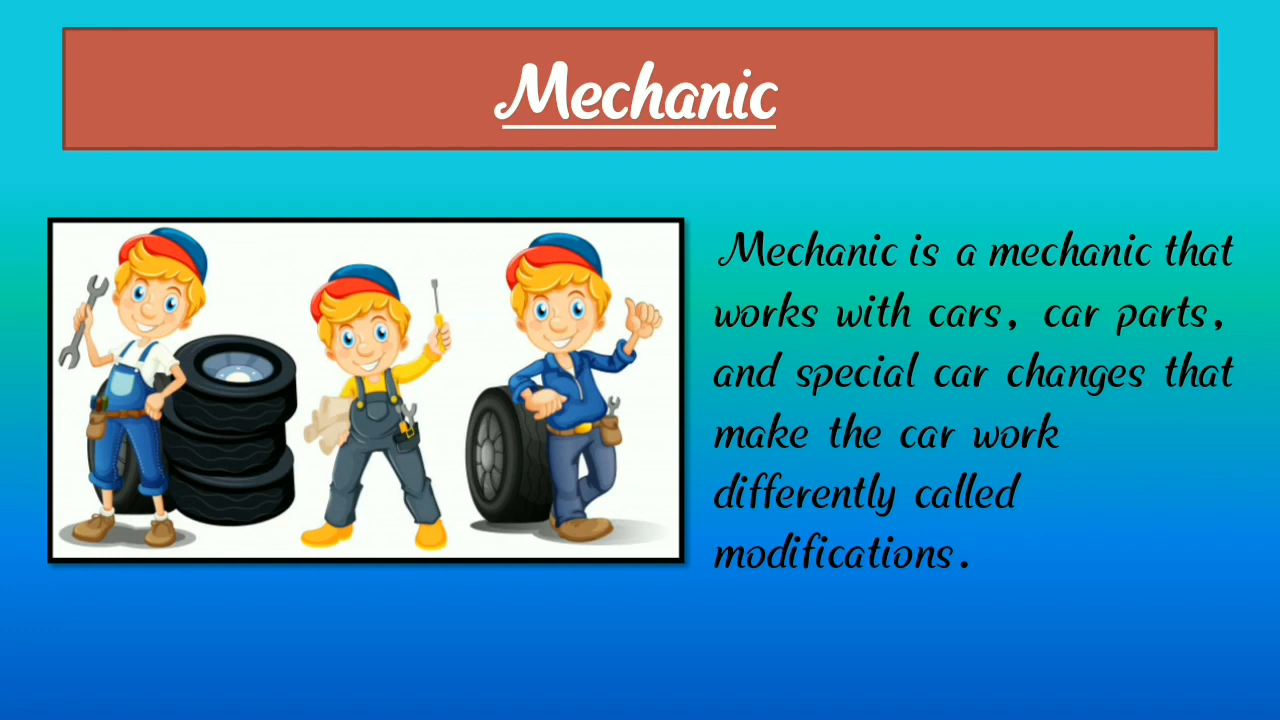 Mechanic
Mechanic is a mechanic that
works with cars, car parts,
and special car changes that
make the car work
differently called
modifications.